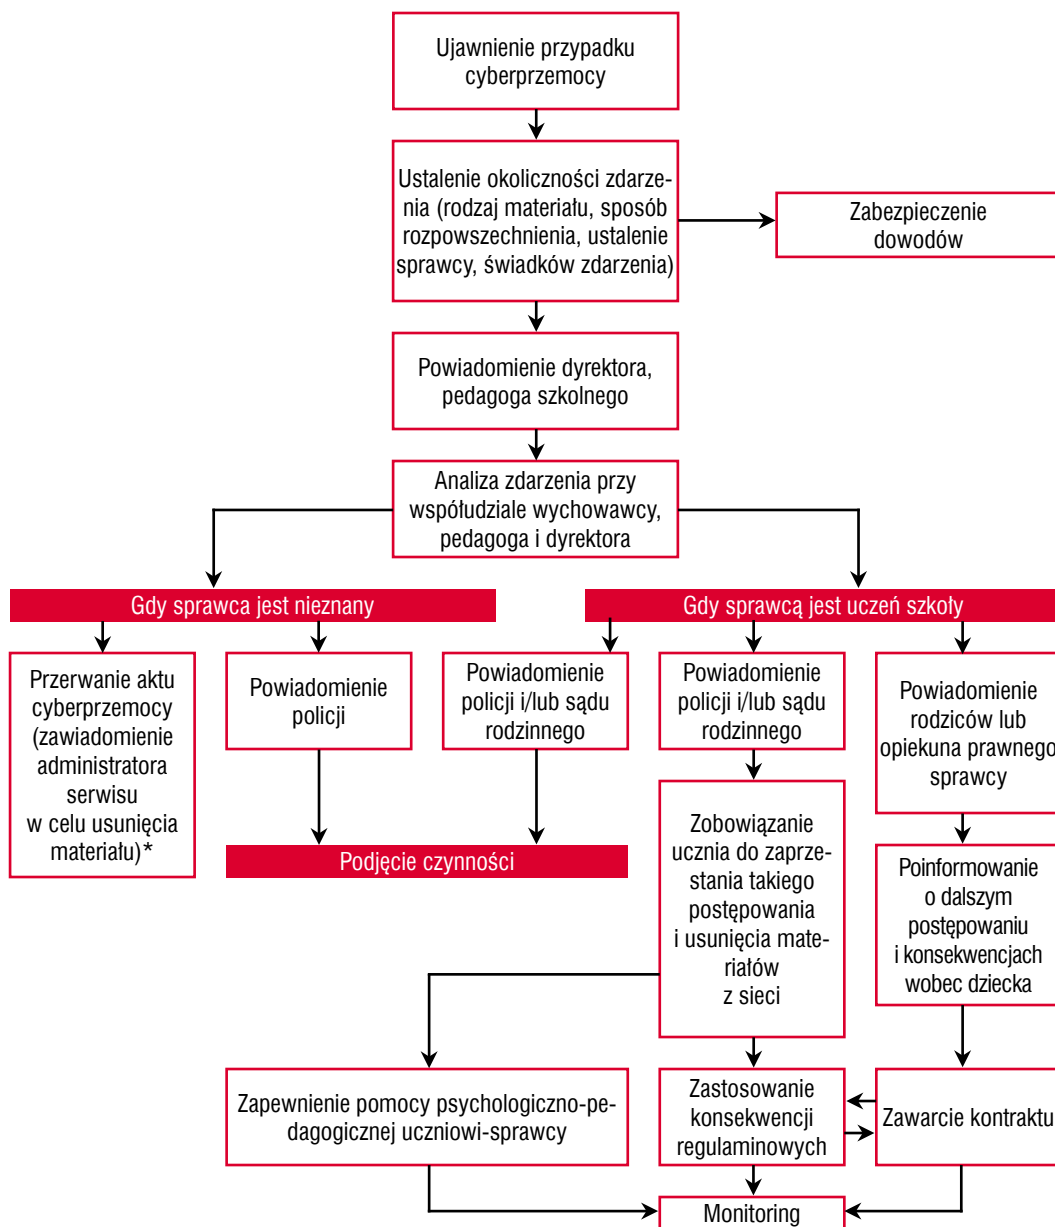 Ujawnienie przypadku
cyberprzemocy
Ustalenie okoliczności zdarze-
nia (rodzaj materiału, sposób
rozpowszechnienia, ustalenie
sprawcy, świadków zdarzenia)
Zabezpieczenie
dowodów
Powiadomienie dyrektora,
pedagoga szkolnego
Analiza zdarzenia przy
współudziale wychowawcy,
pedagoga i dyrektora
Gdy sprawca jest nieznany
Gdy sprawcą jest uczeń szkoły
Przerwanie aktu
cyberprzemocy
(zawiadomienie
administratora
serwisu
w celu usunięcia
materiału)*
Powiadomienie
policji
Powiadomienie
policji i/lub sądu
rodzinnego
Powiadomienie
policji i/lub sądu
rodzinnego
Powiadomienie
rodziców lub
opiekuna prawnego
sprawcy
Podjęcie czynności
Zobowiązanie
ucznia do zaprze-
stania takiego
postępowania
i usunięcia mate-
riałów
z sieci
Poinformowanie
o dalszym
postępowaniu
i konsekwencjach
wobec dziecka
Zapewnienie pomocy psychologiczno-pe-
dagogicznej uczniowi-sprawcy
Zastosowanie
konsekwencji
regulaminowych
Zawarcie kontraktu
Monitoring